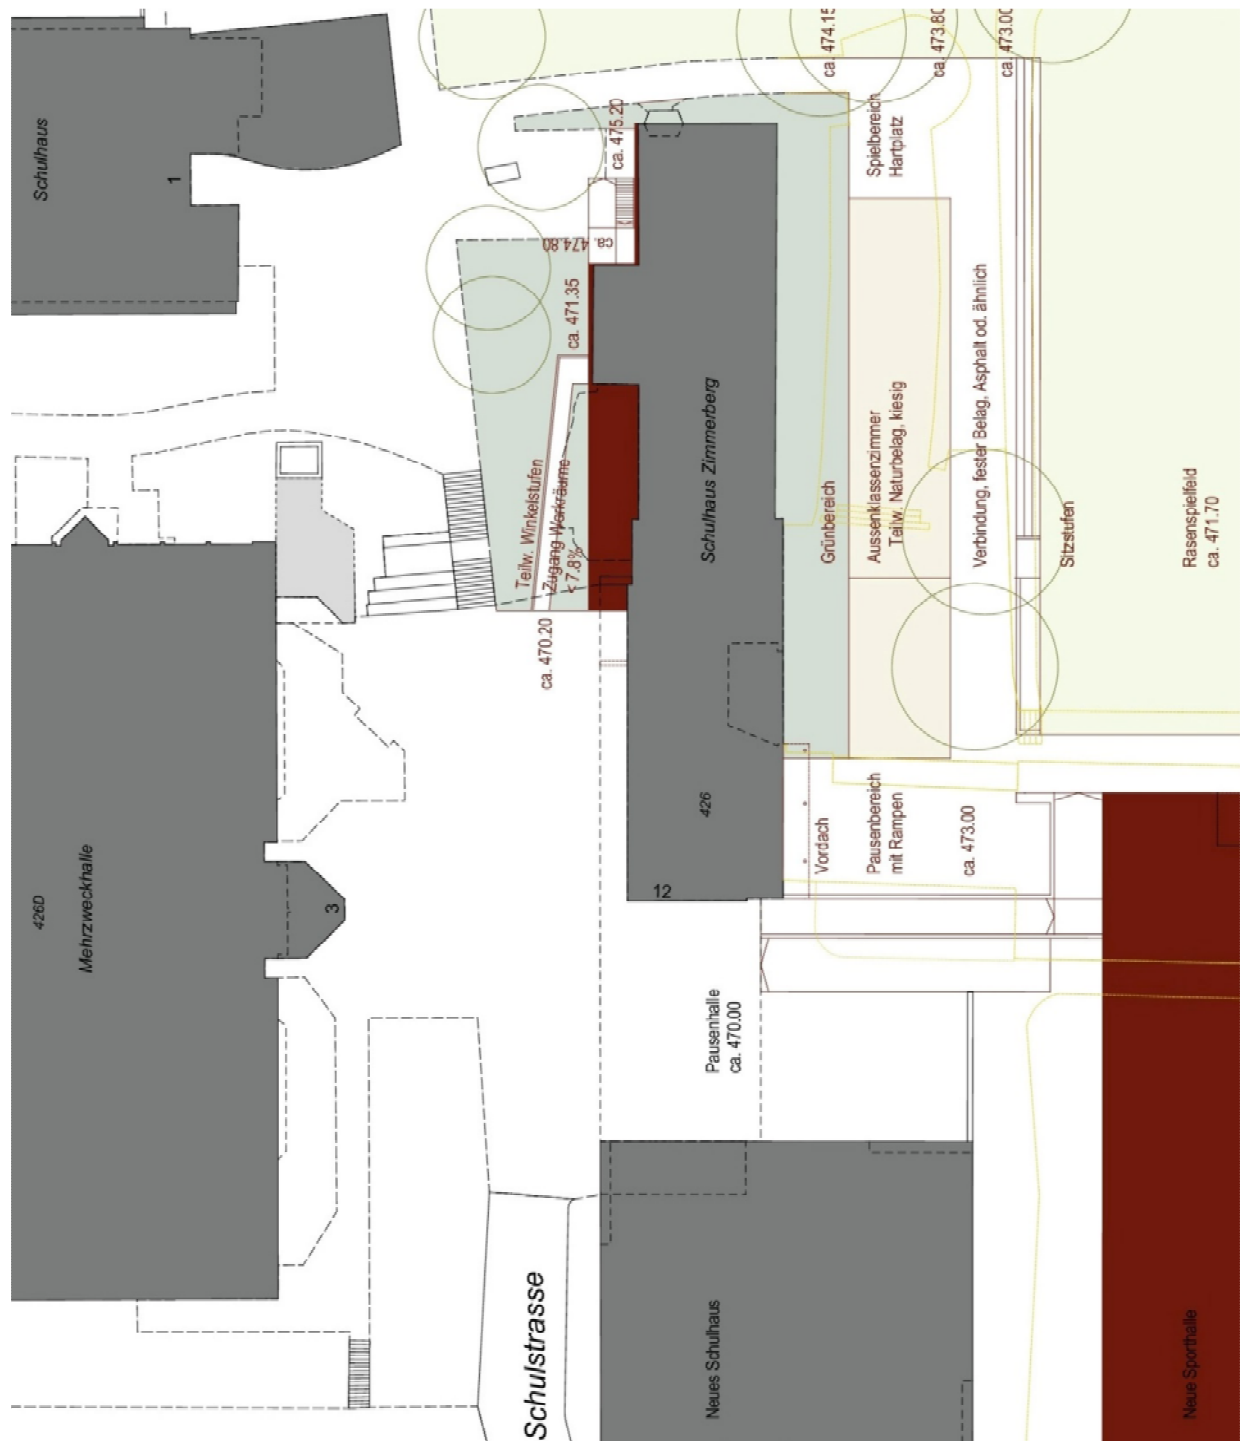 Schulhaus
1
ca. 475.20
ca. 474.80
ca. 471.35
ca. 474.15
ca. 473.80
ca. 473.00
Spielbereich
Hartplatz
Schulhaus Zimmerberg
Teilw. Winkelstufen
Zugang Werkräume
< 7.8%
ca. 470.20
Grünbereich
Aussenklassenzimmer
Teilw. Naturbelag, kiesig
Verbindung, fester Belag, Asphalt od. ähnlich
Sitzstufen
Rasenspielfeld
ca. 471.70
426
12
Vordach
Pausenbereich
mit Rampen
ca. 473.00
426D
Mehrzweckhalle
3
Pausenhalle
ca. 470.00
Schulstrasse
Neues Schulhaus
Neue Sporthalle